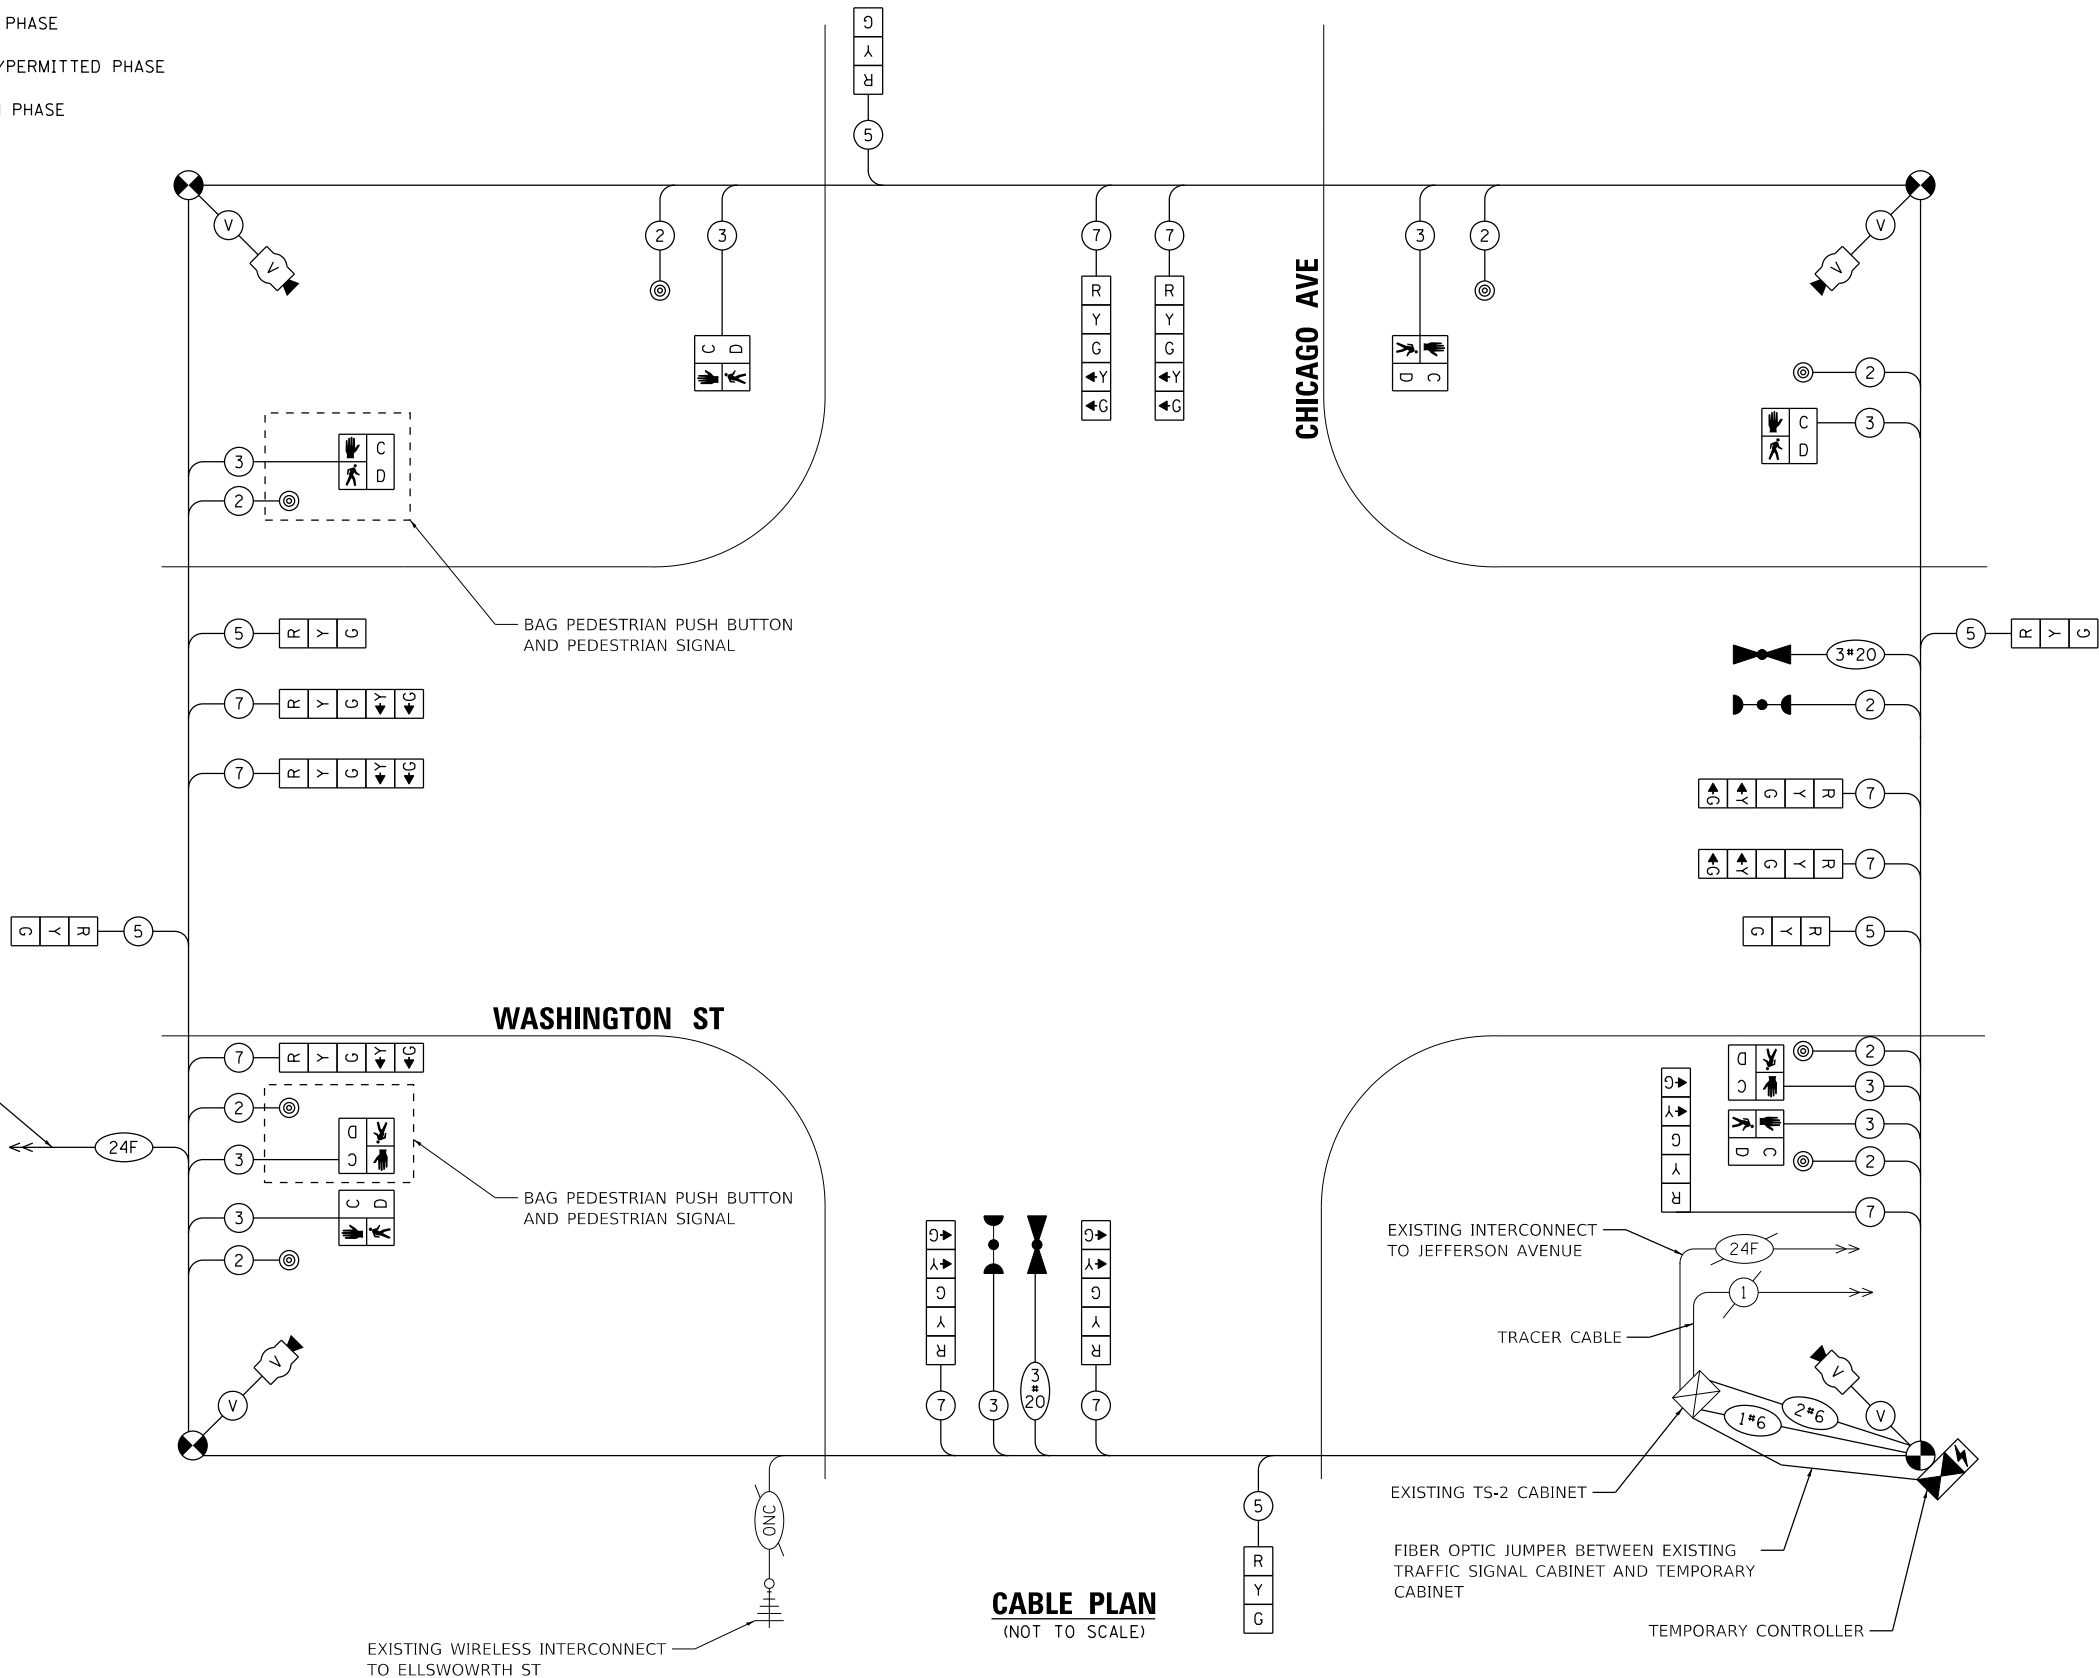 PHASE
/PERMITTED PHASE
PHASE
G
Y
R
5
V
V
2
3
7
7
3
2
V
V
R
Y
G
Y
G
R
Y
G
Y
G
CHICAGO AVE
C D
D C
2
3
C
D
3
C
D
2
BAG PEDESTRIAN PUSH BUTTON
AND PEDESTRIAN SIGNAL
5 R Y G
5 R Y G
3#20
2
7 R Y G Y G
7 R Y G Y G
G Y G Y R 7
G Y G Y R 7
G Y R 5
G Y R 5
WASHINGTON ST
7 R Y G Y G
2
24F
3
D
C
3
C D
2
BAG PEDESTRIAN PUSH BUTTON
AND PEDESTRIAN SIGNAL
D
C
2
3
3
D C
2
G
Y
G
Y
R
7
EXISTING INTERCONNECT
TO JEFFERSON AVENUE
24F
1
TRACER CABLE
G
Y
G
Y
R
7
3
3
#
20
G
Y
G
Y
R
7
V
V
V
V
1#6
2#6
EXISTING TS-2 CABINET
ONC
5
R
Y
G
FIBER OPTIC JUMPER BETWEEN EXISTING
TRAFFIC SIGNAL CABINET AND TEMPORARY
CABINET
CABLE PLAN
(NOT TO SCALE)
TEMPORARY CONTROLLER
EXISTING WIRELESS INTERCONNECT
TO ELLSWOWRTH ST